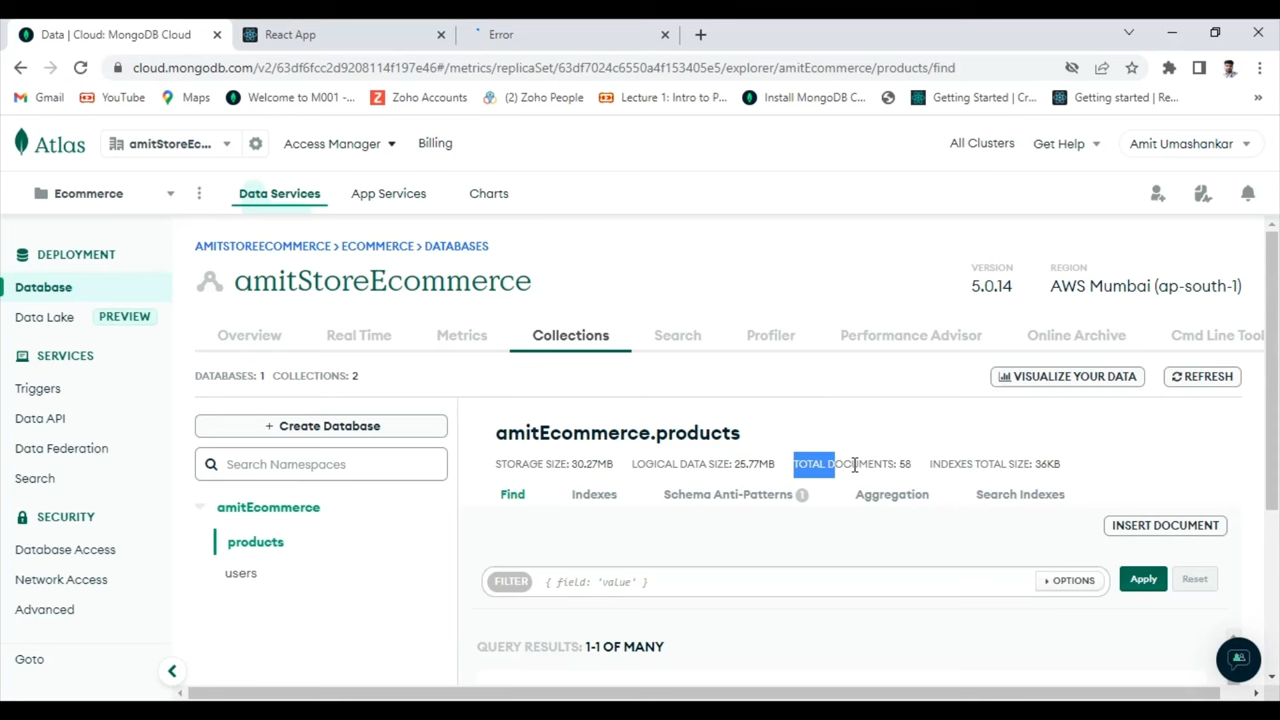 Data | Cloud: MongoDB Cloud
React App
Error
cloud.mongodb.com/v2/63df6fcc2d9208114f197e46#/metrics/replicaSet/63df7024c6550a4f153405e5/explorer/amitEcommerce/products/find
Gmail YouTube Maps Welcome to M001 -... Zoho Accounts (2) Zoho People Lecture 1: Intro to P... Install MongoDB C... Getting Started | Cr... Getting started | Re... »
Atlas amitStoreEc... Access Manager Billing All Clusters Get Help Amit Umashankar
Ecommerce Data Services App Services Charts
DEPLOYMENT
Database
Data Lake PREVIEW
SERVICES
Triggers
Data API
Data Federation
Search
SECURITY
Database Access
Network Access
Advanced
Goto
AMITSTOREECOMMERCE > ECOMMERCE > DATABASES
amitStoreEcommerce
VERSION
5.0.14
REGION
AWS Mumbai (ap-south-1)
Overview Real Time Metrics Collections Search Profiler Performance Advisor Online Archive Cmd Line Tool
DATABASES: 1 COLLECTIONS: 2
VISUALIZE YOUR DATA
REFRESH
+ Create Database
Search Namespaces
amitEcommerce
products
users
amitEcommerce.products
STORAGE SIZE: 30.27MB LOGICAL DATA SIZE: 25.77MB TOTAL DOCUMENTS: 58 INDEXES TOTAL SIZE: 36KB
Find Indexes Schema Anti-Patterns 1 Aggregation Search Indexes
INSERT DOCUMENT
FILTER { field: 'value' } OPTIONS Apply Reset
QUERY RESULTS: 1-1 OF MANY